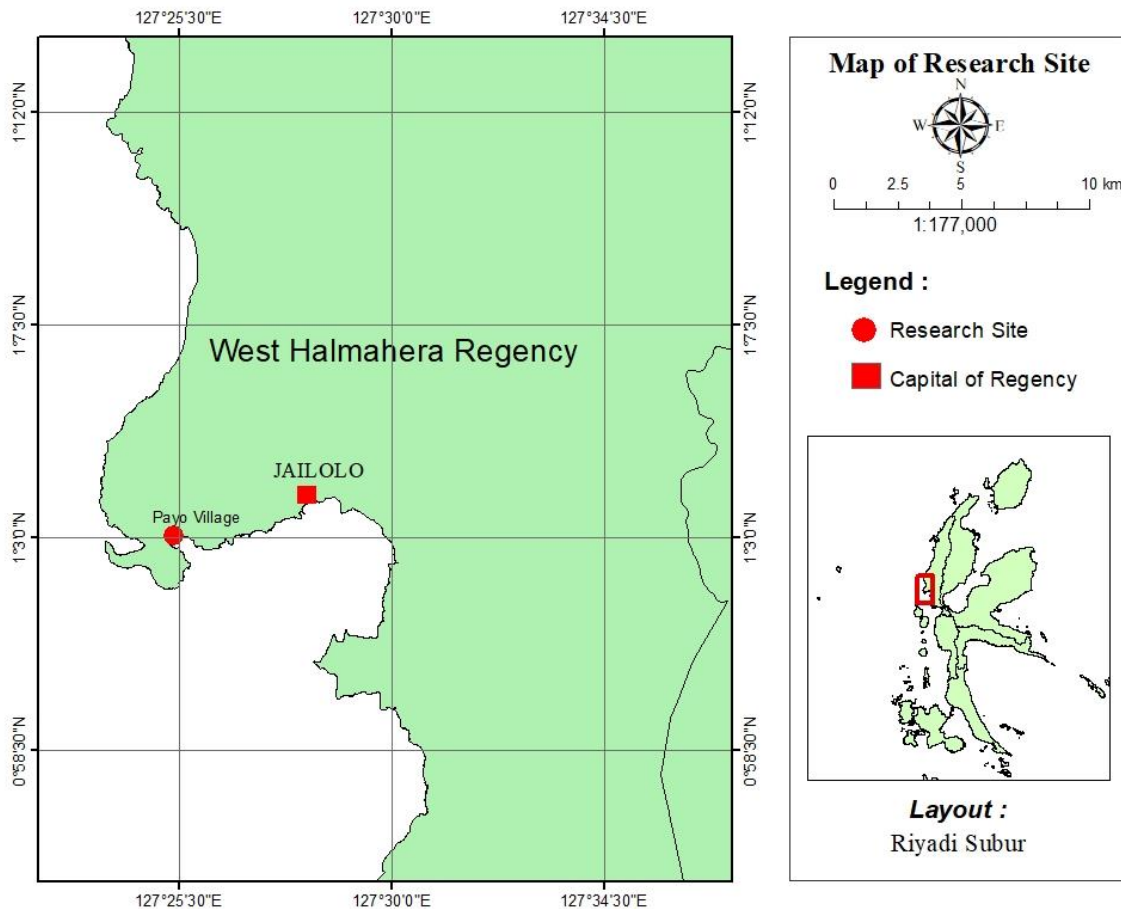 127°25'30"E 127°30'0"E 127°34'30"E
1°12'0"N
1°7'30"N
1°3'30"N
0°58'30"N
West Halmahera Regency
JAILOLO
Payo Village
1°12'0"N
1°7'30"N
1°3'30"N
0°58'30"N
127°25'30"E 127°30'0"E 127°34'30"E
Map of Research Site
N
W E
S
0 2.5 5 10 km
1:177,000
Legend :
Research Site
Capital of Regency
Layout :
Riyadi Subur